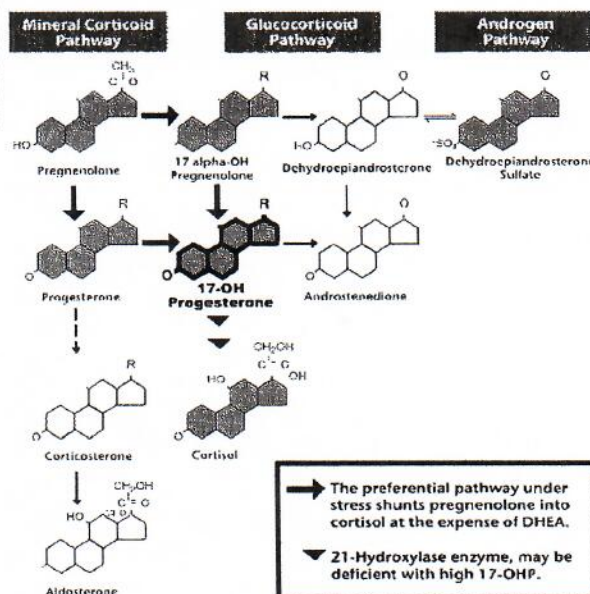 Mineral Corticoid
Pathway
Glucocorticoid
Pathway
Androgen
Pathway
CH₃
C O
R
O
O
HO
HO
Pregnenolone
17 alpha-OH
Pregnenolone
Dehydroepiandrosterone
Dehydroepiandrosterone
Sulfate
R
R
O
O
O
O
Progesterone
17-OH
Progesterone
Androstenedione
R
CH₂OH
HO
OH
O
O
Corticosterone
Cortisol
HO
Aldosterone
The preferential pathway under
stress shunts pregnenolone into
cortisol at the expense of DHEA.
21-Hydroxylase enzyme, may be
deficient with high 17-OHP.